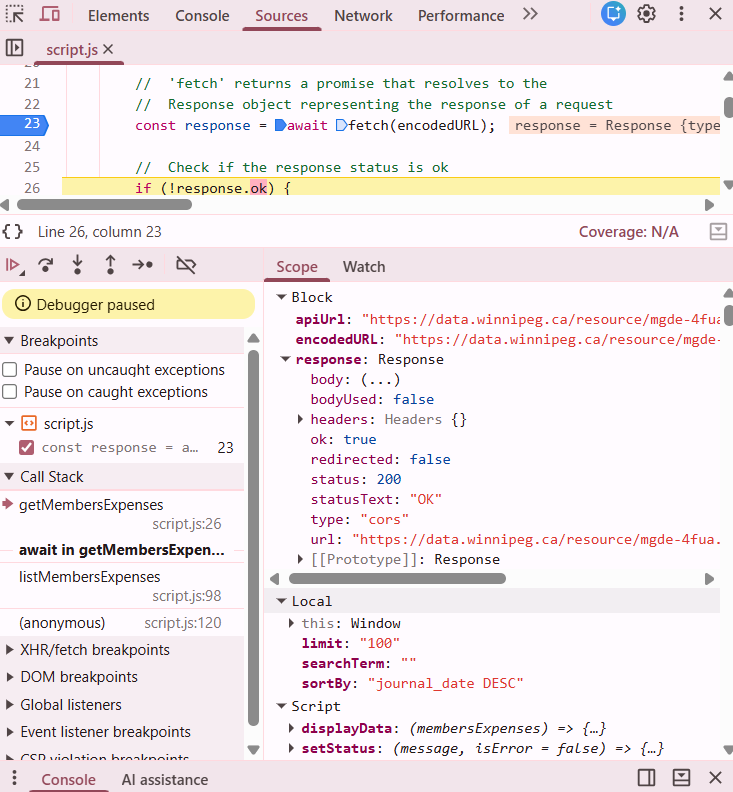 Elements Console Sources Network Performance
script.js
21 // 'fetch' returns a promise that resolves to the
22 // Response object representing the response of a request
23 const response = await fetch(encodedURL); response = Response {type
24
25 // Check if the response status is ok
26 if (!response.ok) {
{} Line 26, column 23 Coverage: N/A
Debugger paused
Breakpoints
Pause on uncaught exceptions
Pause on caught exceptions
script.js
const response = a… 23
Call Stack
getMembersExpenses
script.js:26
await in getMembersExpen...
listMembersExpenses
script.js:98
(anonymous) script.js:120
XHR/fetch breakpoints
DOM breakpoints
Global listeners
Event listener breakpoints
CSP violation breakpoints
Scope Watch
Block
apiUrl: "https://data.winnipeg.ca/resource/mgde-4fua
encodedURL: "https://data.winnipeg.ca/resource/mgde-
response: Response
body: (...)
bodyUsed: false
headers: Headers {}
ok: true
redirected: false
status: 200
statusText: "OK"
type: "cors"
url: "https://data.winnipeg.ca/resource/mgde-4fua.
[[Prototype]]: Response
Local
this: Window
limit: "100"
searchTerm: ""
sortBy: "journal_date DESC"
Script
displayData: (membersExpenses) => {…}
setStatus: (message, isError = false) => {…}
Console AI assistance